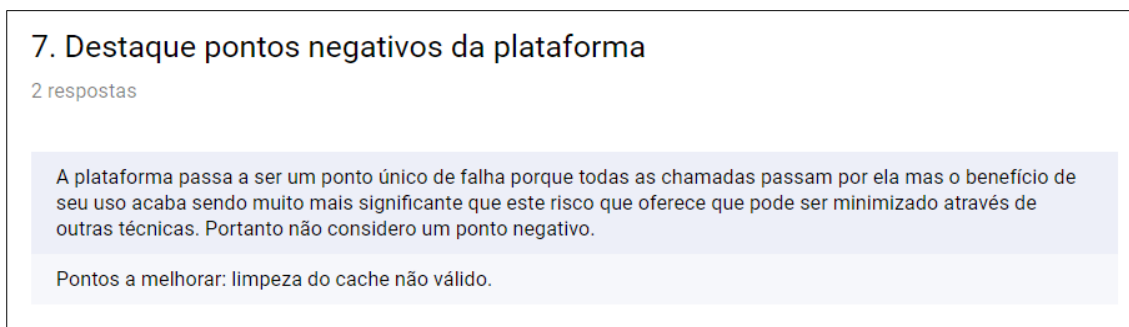 7. Destaque pontos negativos da plataforma
2 respostas
A plataforma passa a ser um ponto único de falha porque todas as chamadas passam por ela mas o benefício de
seu uso acaba sendo muito mais significante que este risco que oferece que pode ser minimizado através de
outras técnicas. Portanto não considero um ponto negativo.
Pontos a melhorar: limpeza do cache não válido.